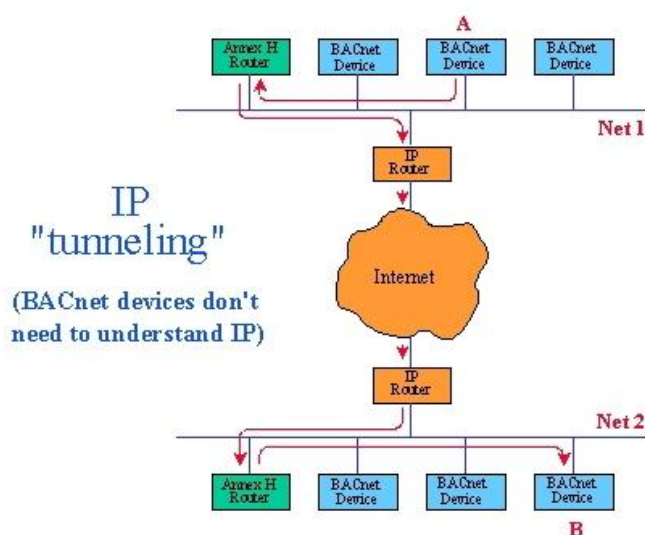 A
Annex H
Router
BACnet
Device
BACnet
Device
BACnet
Device
Net 1
IP
Router
IP
"tunneling"
Internet
(BACnet devices don't
need to understand IP)
IP
Router
Net 2
Annex H
Router
BACnet
Device
BACnet
Device
BACnet
Device
B